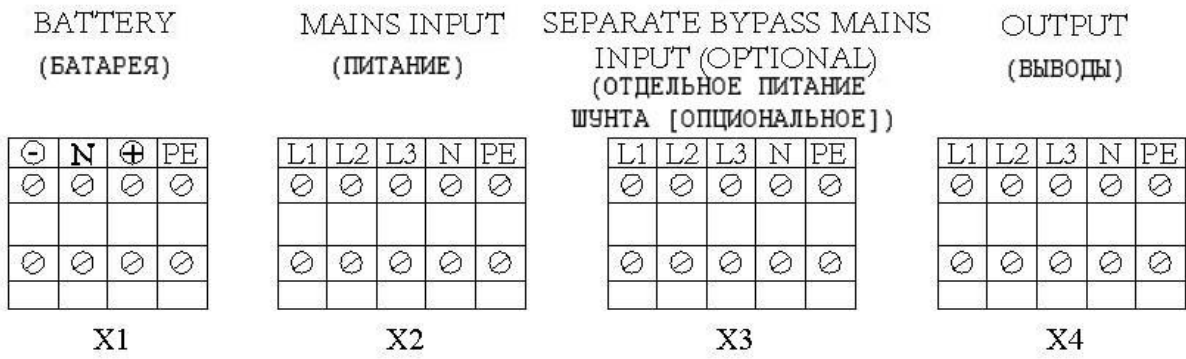 BATTERY
(БАТАРЕЯ)
MAINS INPUT
(ПИТАНИЕ)
SEPARATE BYPASS MAINS
INPUT (OPTIONAL)
(ОТДЕЛЬНОЕ ПИТАНИЕ
ШУНТА [ОПЦИОНАЛЬНОЕ])
OUTPUT
(ВЫВОДЫ)
- N + PE
L1 L2 L3 N PE
L1 L2 L3 N PE
L1 L2 L3 N PE
X1
X2
X3
X4